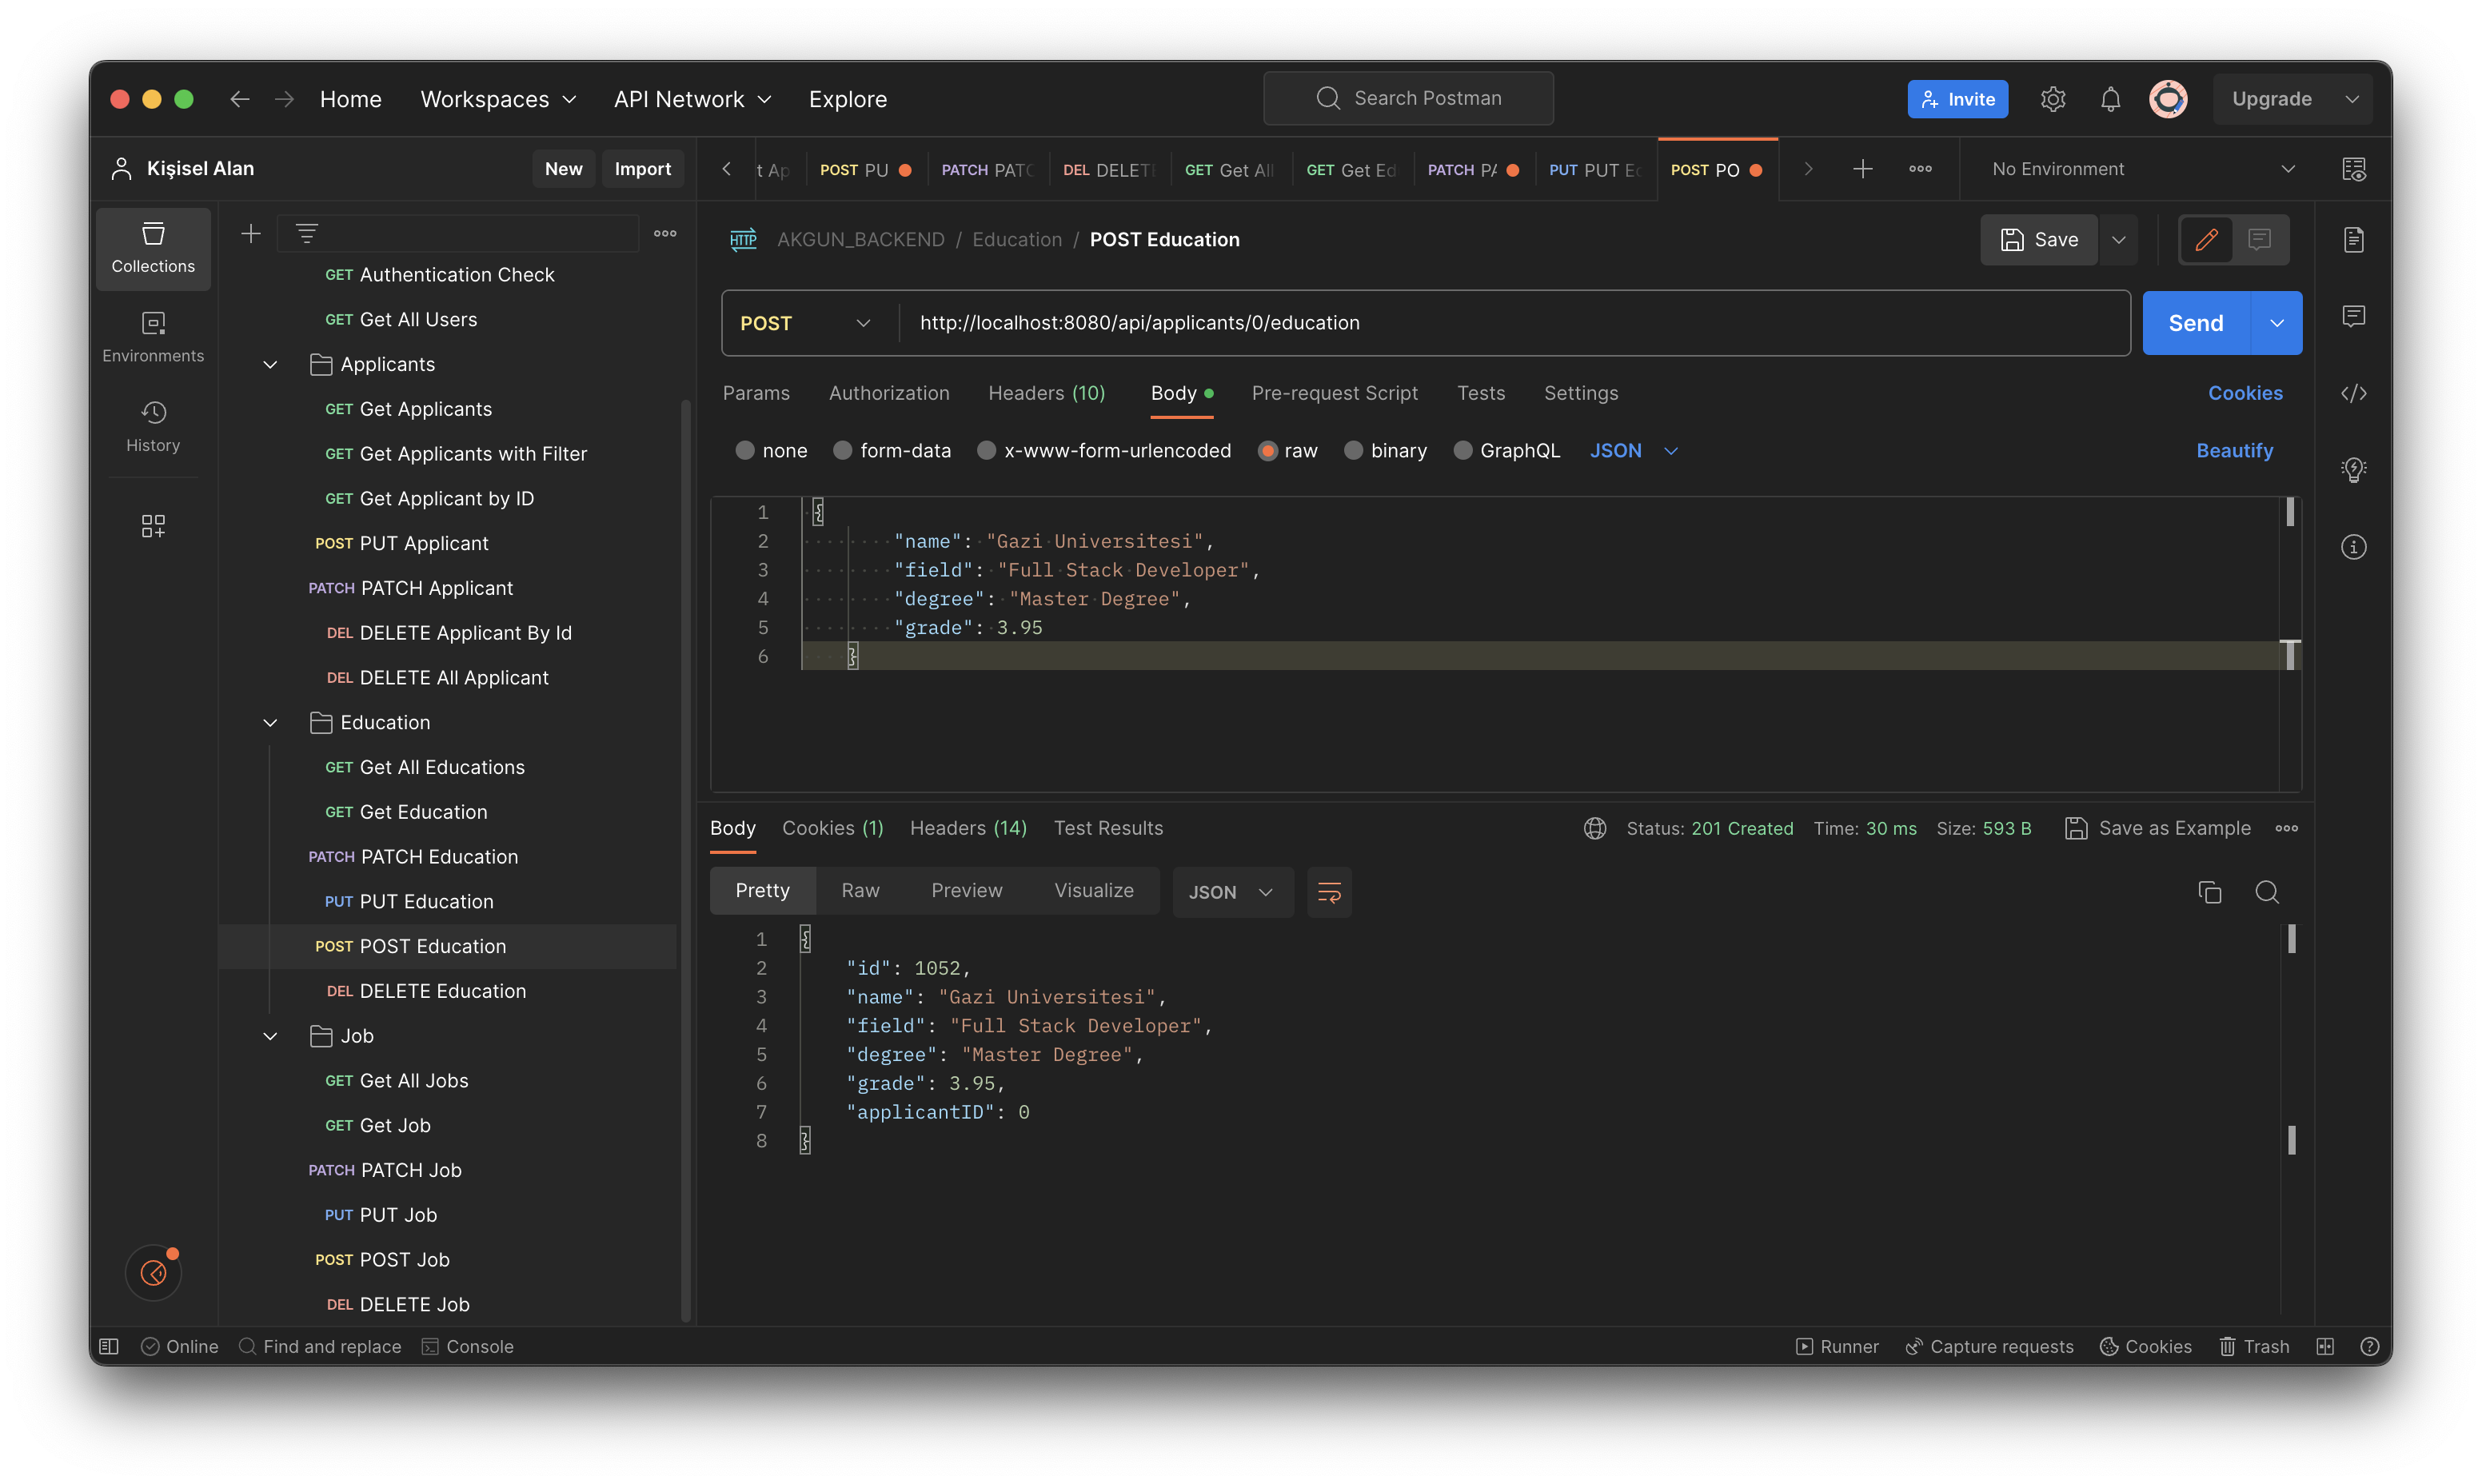 Home Workspaces API Network Explore Search Postman Invite Upgrade
Kişisel Alan New Import
t Ap POST PU PATCH PATC DEL DELETE GET Get All GET Get Ed PATCH PA PUT PUT Ed POST PO No Environment
Collections
Environments
History
GET Authentication Check
GET Get All Users
Applicants
GET Get Applicants
GET Get Applicants with Filter
GET Get Applicant by ID
POST PUT Applicant
PATCH PATCH Applicant
DEL DELETE Applicant By Id
DEL DELETE All Applicant
Education
GET Get All Educations
GET Get Education
PATCH PATCH Education
PUT PUT Education
POST POST Education
DEL DELETE Education
Job
GET Get All Jobs
GET Get Job
PATCH PATCH Job
PUT PUT Job
POST POST Job
DEL DELETE Job
HTTP AKGUN_BACKEND / Education / POST Education Save
POST http://localhost:8080/api/applicants/0/education Send
Params Authorization Headers (10) Body Pre-request Script Tests Settings Cookies
none form-data x-www-form-urlencoded raw binary GraphQL JSON Beautify
1 {
2 "name": "Gazi Universitesi",
3 "field": "Full Stack Developer",
4 "degree": "Master Degree",
5 "grade": 3.95
6 }
Body Cookies (1) Headers (14) Test Results Status: 201 Created Time: 30 ms Size: 593 B Save as Example
Pretty Raw Preview Visualize JSON
1 {
2 "id": 1052,
3 "name": "Gazi Universitesi",
4 "field": "Full Stack Developer",
5 "degree": "Master Degree",
6 "grade": 3.95,
7 "applicantID": 0
8 }
Online Find and replace Console Runner Capture requests Cookies Trash